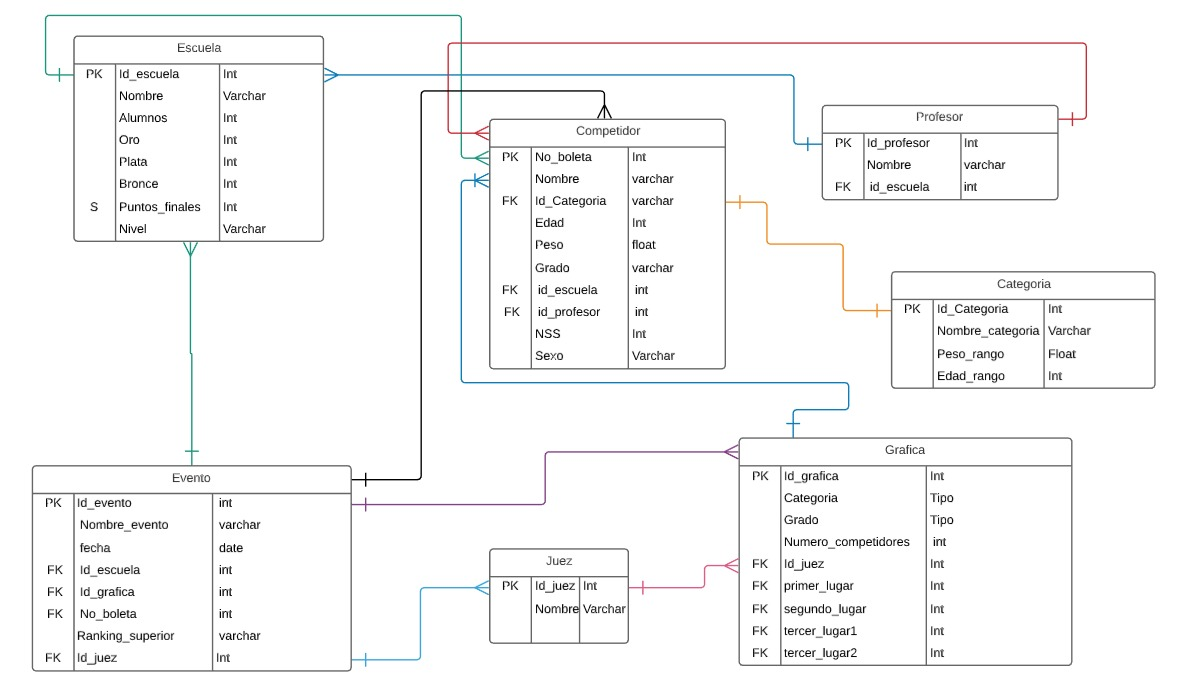 Escuela
PK Id_escuela Int
Nombre Varchar
Alumnos Int
Oro Int
Plata Int
Bronce Int
S Puntos_finales Int
Nivel Varchar
Competidor
PK No_boleta Int
Nombre varchar
FK Id_Categoria varchar
Edad Int
Peso float
Grado varchar
FK id_escuela int
FK id_profesor int
NSS Int
Sexo Varchar
Profesor
PK Id_profesor Int
Nombre varchar
FK id_escuela int
Categoria
PK Id_Categoria Int
Nombre_categoria Varchar
Peso_rango Float
Edad_rango Int
Evento
PK Id_evento int
Nombre_evento varchar
fecha date
FK Id_escuela int
FK Id_grafica int
FK No_boleta int
Ranking_superior varchar
FK Id_juez Int
Juez
PK Id_juez Int
Nombre Varchar
Grafica
PK Id_grafica Int
Categoria Tipo
Grado Tipo
Numero_competidores int
FK Id_juez Int
FK primer_lugar Int
FK segundo_lugar Int
FK tercer_lugar1 Int
FK tercer_lugar2 Int